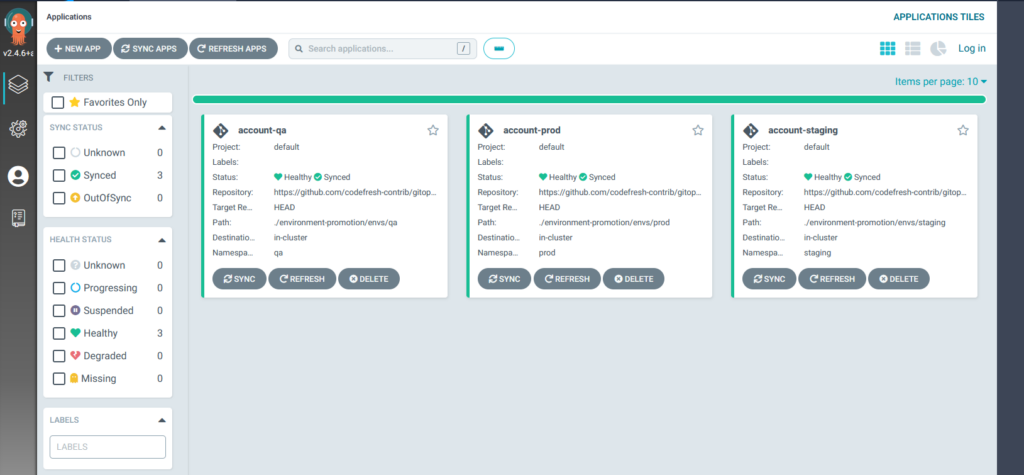 Applications
APPLICATIONS TILES
v2.4.6+
NEW APP
SYNC APPS
REFRESH APPS
Search applications...
/
Log in
FILTERS
Items per page: 10
Favorites Only
SYNC STATUS
Unknown 0
Synced 3
OutOfSync 0
HEALTH STATUS
Unknown 0
Progressing 0
Suspended 0
Healthy 3
Degraded 0
Missing 0
LABELS
LABELS
account-qa
Project: default
Labels:
Status: Healthy Synced
Repository: https://github.com/codefresh-contrib/gitop...
Target Re... HEAD
Path: ./environment-promotion/envs/qa
Destinatio... in-cluster
Namespa... qa
SYNC REFRESH DELETE
account-prod
Project: default
Labels:
Status: Healthy Synced
Repository: https://github.com/codefresh-contrib/gitop...
Target Re... HEAD
Path: ./environment-promotion/envs/prod
Destinatio... in-cluster
Namespa... prod
SYNC REFRESH DELETE
account-staging
Project: default
Labels:
Status: Healthy Synced
Repository: https://github.com/codefresh-contrib/gitop...
Target Re... HEAD
Path: ./environment-promotion/envs/staging
Destinatio... in-cluster
Namespa... staging
SYNC REFRESH DELETE